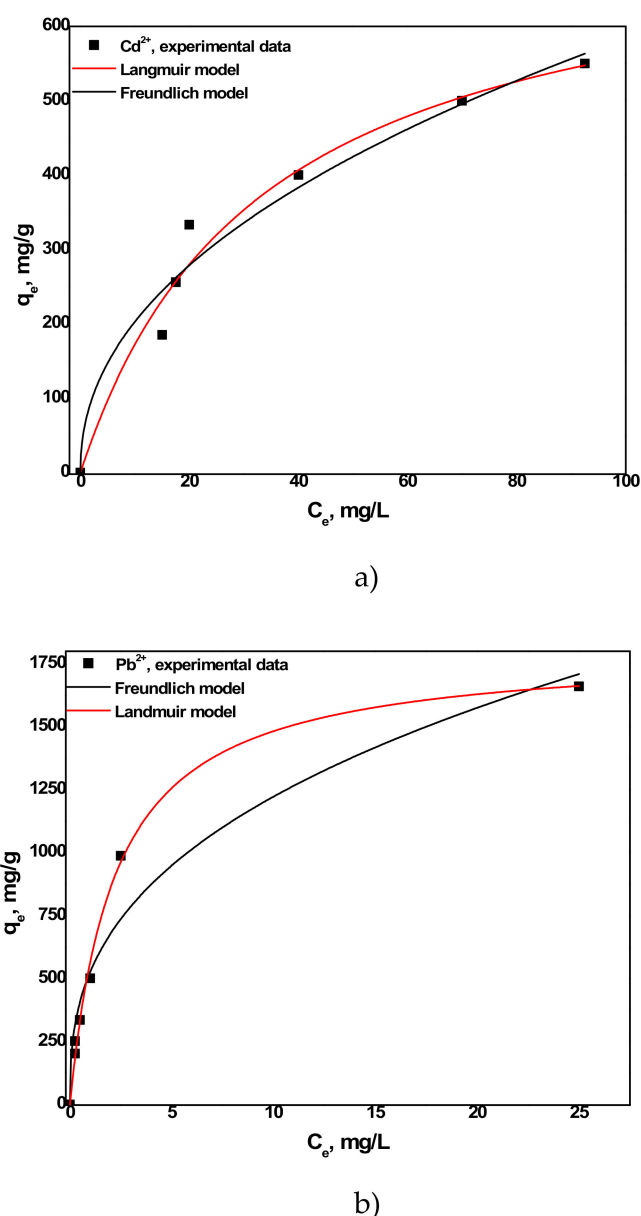 600
500
400
300
200
100
0
qe, mg/g
Cd2+, experimental data
Langmuir model
Freundlich model
0 20 40 60 80 100
Ce, mg/L
a)
1750
1500
1250
1000
750
500
250
0
qe, mg/g
Pb2+, experimental data
Freundlich model
Landmuir model
0 5 10 15 20 25
Ce, mg/L
b)